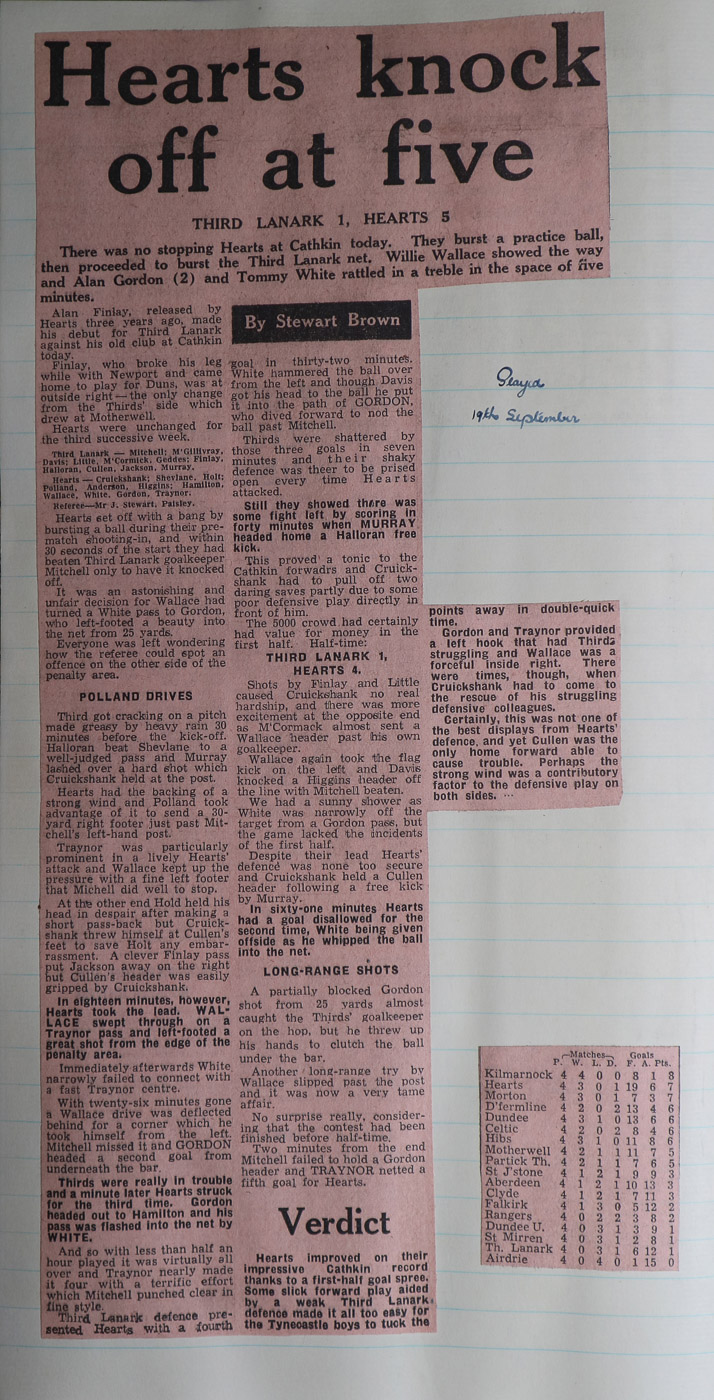 Hearts knock
off at five
THIRD LANARK 1, HEARTS 5
There was no stopping Hearts at Cathkin today. They burst a practice ball,
then proceeded to burst the Third Lanark net. Willie Wallace showed the way
and Alan Gordon (2) and Tommy White rattled in a treble in the space of five
minutes.
Alan Finlay, released by
Hearts three years ago, made
his debut for Third Lanark
against his old club at Cathkin
today.
Finlay, who broke his leg
while with Newport and came
home to play for Duns, was at
outside right—the only change
from the Thirds' side which
drew at Motherwell.
Hearts were unchanged for
the third successive week.
Third Lanark — Mitchell; M'Gillivray,
Davis; Little, M'Cormick, Geddes; Finlay,
Halloran, Cullen, Jackson, Murray.
Hearts — Cruickshank; Shevlane, Holt;
Polland, Anderson, Higgins; Hamilton,
Wallace, White, Gordon, Traynor.
Referee—Mr J. Stewart, Paisley.
Hearts set off with a bang by
bursting a ball during their pre-
match shooting-in, and within
30 seconds of the start they had
beaten Third Lanark goalkeeper
Mitchell only to have it knocked
off.
It was an astonishing and
unfair decision for Wallace had
turned a White pass to Gordon,
who left-footed a beauty into
the net from 25 yards.
Everyone was left wondering
how the referee could spot an
offence on the other side of the
penalty area.
POLLAND DRIVES
Third got cracking on a pitch
made greasy by heavy rain 30
minutes before the kick-off.
Halloran beat Shevlane to a
well-judged pass and Murray
lashed over a hard shot which
Cruickshank held at the post.
Hearts had the backing of a
strong wind and Polland took
advantage of it to send a 30-
yard right footer just past Mit-
chell's left-hand post.
Traynor was particularly
prominent in a lively Hearts'
attack and Wallace kept up the
pressure with a fine left footer
that Michell did well to stop.
At the other end Hold held his
head in despair after making a
short pass-back but Cruick-
shank threw himself at Cullen's
feet to save Holt any embar-
rassment. A clever Finlay pass
put Jackson away on the right
but Cullen's header was easily
gripped by Cruickshank.
In eighteen minutes, however,
Hearts took the lead. WAL-
LACE swept through on a
Traynor pass and left-footed a
great shot from the edge of the
penalty area.
Immediately afterwards White
narrowly failed to connect with
a fast Traynor centre.
With twenty-six minutes gone
a Wallace drive was deflected
behind for a corner which he
took himself from the left.
Mitchell missed it and GORDON
headed a second goal from
underneath the bar.
Thirds were really in trouble
and a minute later Hearts struck
for the third time. Gordon
headed out to Hamilton and his
pass was flashed into the net by
WHITE.
And so with less than half an
hour played it was virtually all
over and Traynor nearly made
it four with a terrific effort
which Mitchell punched clear in
fine style.
Third Lanark defence pre-
sented Hearts with a fourth
By Stewart Brown
goal in thirty-two minutes.
White hammered the ball over
from the left and though Davis
got his head to the ball he put
it into the path of GORDON,
who dived forward to nod the
ball past Mitchell.
Thirds were shattered by
those three goals in seven
minutes and their shaky
defence was theer to be prised
open every time Hearts
attacked.
Still they showed there was
some fight left by scoring in
forty minutes when MURRAY
headed home a Halloran free
kick.
This proved a tonic to the
Cathkin forwadrs and Cruick-
shank had to pull off two
daring saves partly due to some
poor defensive play directly in
front of him.
The 5000 crowd had certainly
had value for money in the
first half. Half-time:
THIRD LANARK 1,
HEARTS 4.
Shots by Finlay and Little
caused Cruickshank no real
hardship, and there was more
excitement at the opposite end
as M'Cormack almost sent a
Wallace header past his own
goalkeeper.
Wallace again took the flag
kick on the left and Davis
knocked a Higgins header off
the line with Mitchell beaten.
We had a sunny shower as
White was narrowly off the
target from a Gordon pass, but
the game lacked the incidents
of the first half.
Despite their lead Hearts'
defence was none too secure
and Cruickshank held a Cullen
header following a free kick
by Murray.
In sixty-one minutes Hearts
had a goal disallowed for the
second time, White being given
offside as he whipped the ball
into the net.
LONG-RANGE SHOTS
A partially blocked Gordon
shot from 25 yards almost
caught the Thirds' goalkeeper
on the hop, but he threw up
his hands to clutch the ball
under the bar.
Another long-range try by
Wallace slipped past the post
and it was now a very tame
affair.
No surprise really, consider-
ing that the contest had been
finished before half-time.
Two minutes from the end
Mitchell failed to hold a Gordon
header and TRAYNOR netted a
fifth goal for Hearts.
Verdict
Hearts improved on their
impressive Cathkin record
thanks to a first-half goal spree.
Some slick forward play aided
by a weak Third Lanark
defence made it all too easy for
the Tynecastle boys to tuck the
points away in double-quick
time.
Gordon and Traynor provided
a left hook that had Thirds
struggling and Wallace was a
forceful inside right. There
were times, though, when
Cruickshank had to come to
the rescue of his struggling
defensive colleagues.
Certainly, this was not one of
the best displays from Hearts'
defence, and yet Cullen was the
only home forward able to
cause trouble. Perhaps the
strong wind was a contributory
factor to the defensive play on
both sides.
Played
19th September
Matches Goals
P. W. L. D. F. A. Pts.
Kilmarnock 4 4 0 0 8 1 8
Hearts 4 3 0 1 19 6 7
Morton 4 3 0 1 7 3 7
D'fermline 4 2 0 2 13 4 6
Dundee 4 3 1 0 13 6 6
Celtic 4 2 0 2 8 4 6
Hibs 4 3 1 0 11 8 6
Motherwell 4 2 1 1 11 7 5
Partick Th. 4 2 1 1 7 6 5
St J'stone 4 1 2 1 9 9 3
Aberdeen 4 1 2 1 10 13 3
Clyde 4 1 2 1 7 11 3
Falkirk 4 1 3 0 5 12 2
Rangers 4 0 2 2 3 8 2
Dundee U. 4 0 3 1 3 9 1
St Mirren 4 0 3 1 2 8 1
Th. Lanark 4 0 3 1 6 12 1
Airdrie 4 0 4 0 1 15 0